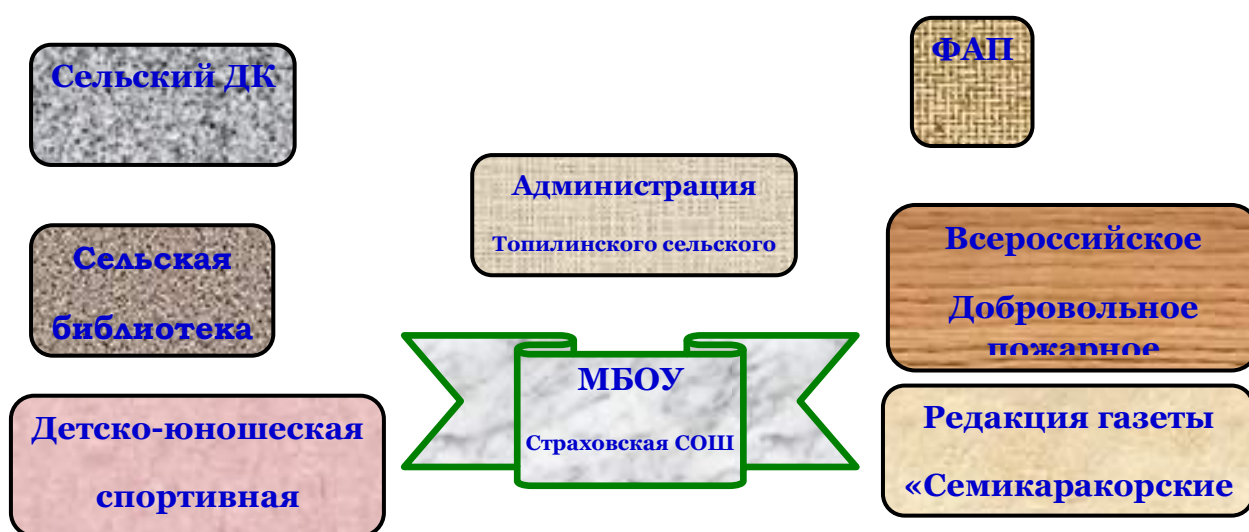 Сельский ДК
ФАП
Администрация
Топилинского сельского
Сельская
библиотека
Всероссийское
Добровольное
пожарное
МБОУ
Страховская СОШ
Детско-юношеская
спортивная
Редакция газеты
«Семикаракорские